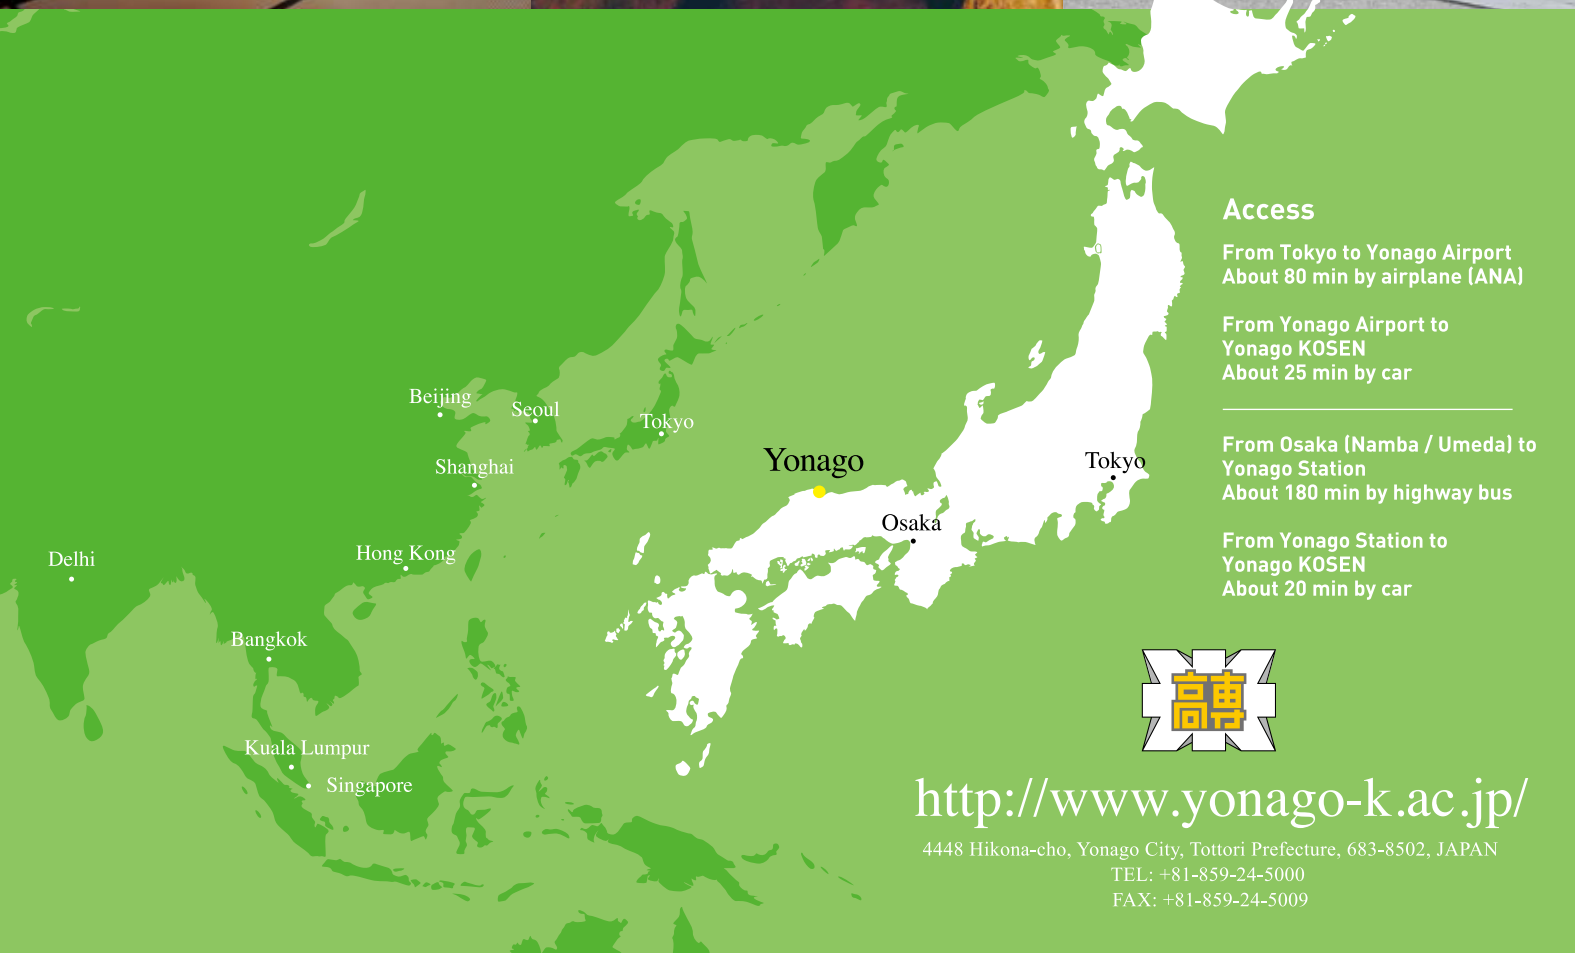 Beijing
Seoul
Tokyo
Shanghai
Delhi
Hong Kong
Bangkok
Kuala Lumpur
Singapore
Yonago
Osaka
Tokyo
Access
From Tokyo to Yonago Airport
About 80 min by airplane (ANA)
From Yonago Airport to
Yonago KOSEN
About 25 min by car
From Osaka (Namba / Umeda) to
Yonago Station
About 180 min by highway bus
From Yonago Station to
Yonago KOSEN
About 20 min by car
高専
http://www.yonago-k.ac.jp/
4448 Hikona-cho, Yonago City, Tottori Prefecture, 683-8502, JAPAN
TEL: +81-859-24-5000
FAX: +81-859-24-5009